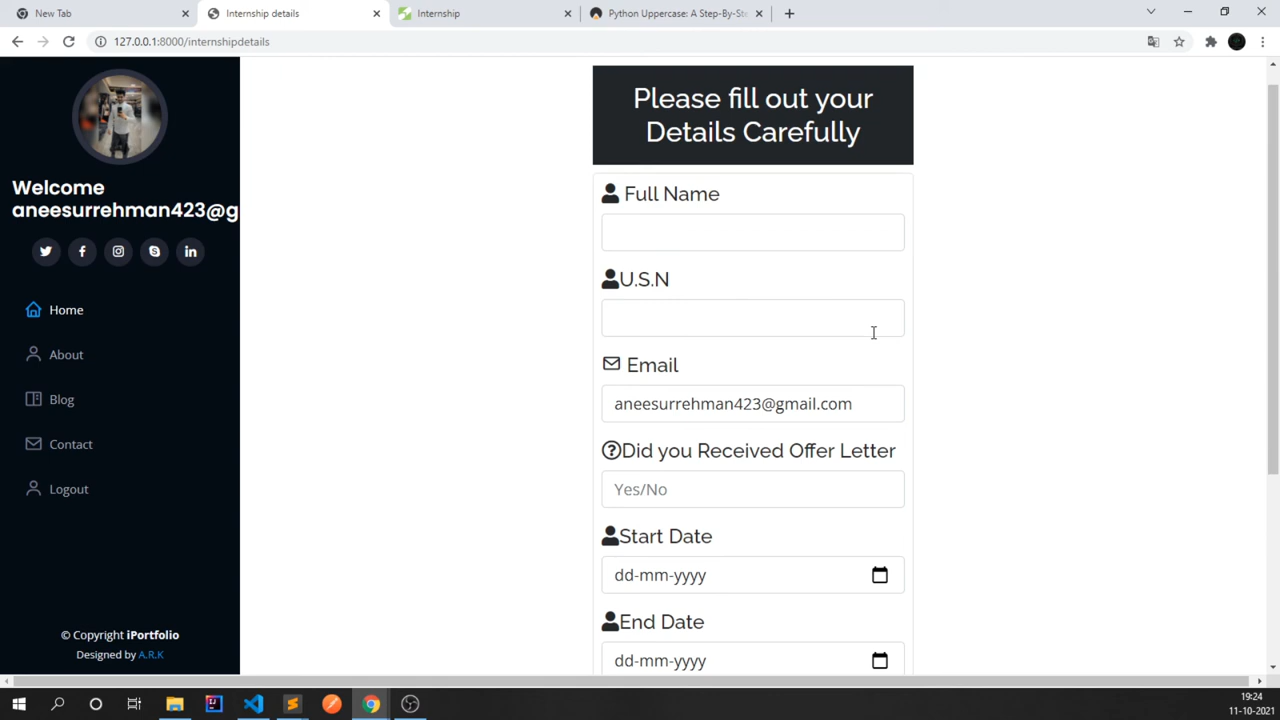 New Tab
Internship details
Internship
Python Uppercase: A Step-By-Ste
127.0.0.1:8000/internshipdetails
Welcome
aneesurrehman423@g
Home
About
Blog
Contact
Logout
© Copyright iPortfolio
Designed by A.R.K
Please fill out your
Details Carefully
Full Name
U.S.N
Email
aneesurrehman423@gmail.com
Did you Received Offer Letter
Yes/No
Start Date
dd-mm-yyyy
End Date
dd-mm-yyyy
19:24
11-10-2021